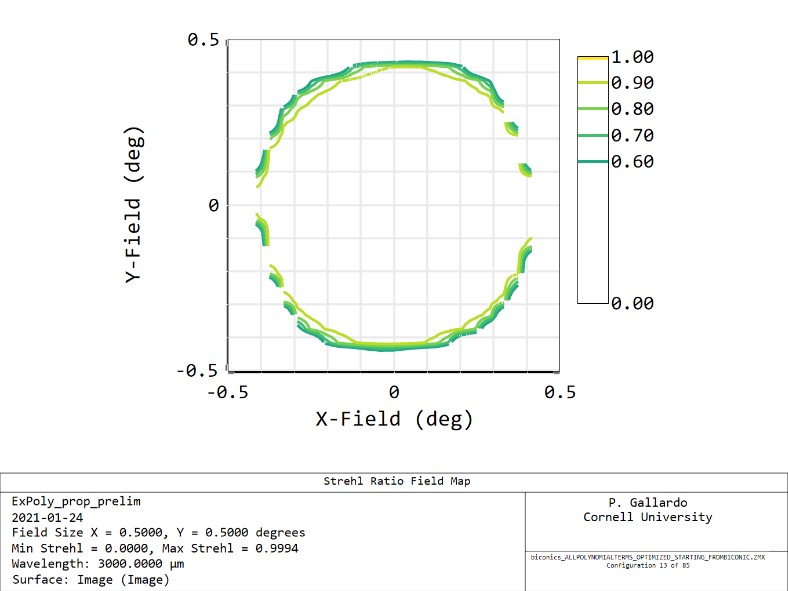 0.5
0
-0.5
-0.5
0
0.5
Y-Field (deg)
X-Field (deg)
1.00
0.90
0.80
0.70
0.60
0.00
Strehl Ratio Field Map
ExPoly_prop_prelim
2021-01-24
Field Size X = 0.5000, Y = 0.5000 degrees
Min Strehl = 0.0000, Max Strehl = 0.9994
Wavelength: 3000.0000 µm
Surface: Image (Image)
P. Gallardo
Cornell University
biconics_ALLPOLYNOMIALTERMS_OPTIMIZED_STARTING_FROMBICONIC.ZMX
Configuration 13 of 85